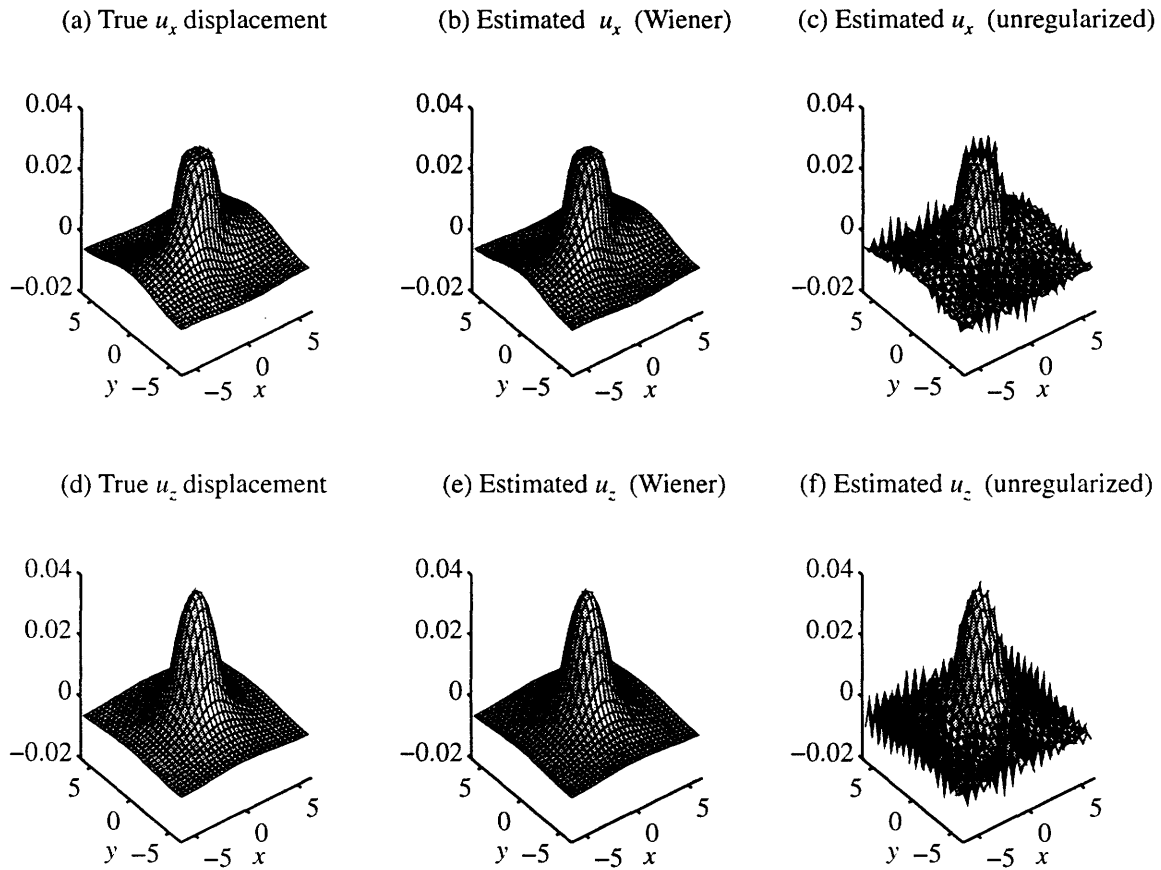 (a) True u_x displacement
(b) Estimated u_x (Wiener)
(c) Estimated u_x (unregularized)
0.04
0.02
0
−0.02
5
0
y −5
−5 x
0
5
0.04
0.02
0
−0.02
5
0
y −5
−5 x
0
5
0.04
0.02
0
−0.02
5
0
y −5
−5 x
0
5
(d) True u_z displacement
(e) Estimated u_z (Wiener)
(f) Estimated u_z (unregularized)
0.04
0.02
0
−0.02
5
0
y −5
−5 x
0
5
0.04
0.02
0
−0.02
5
0
y −5
−5 x
0
5
0.04
0.02
0
−0.02
5
0
y −5
−5 x
0
5